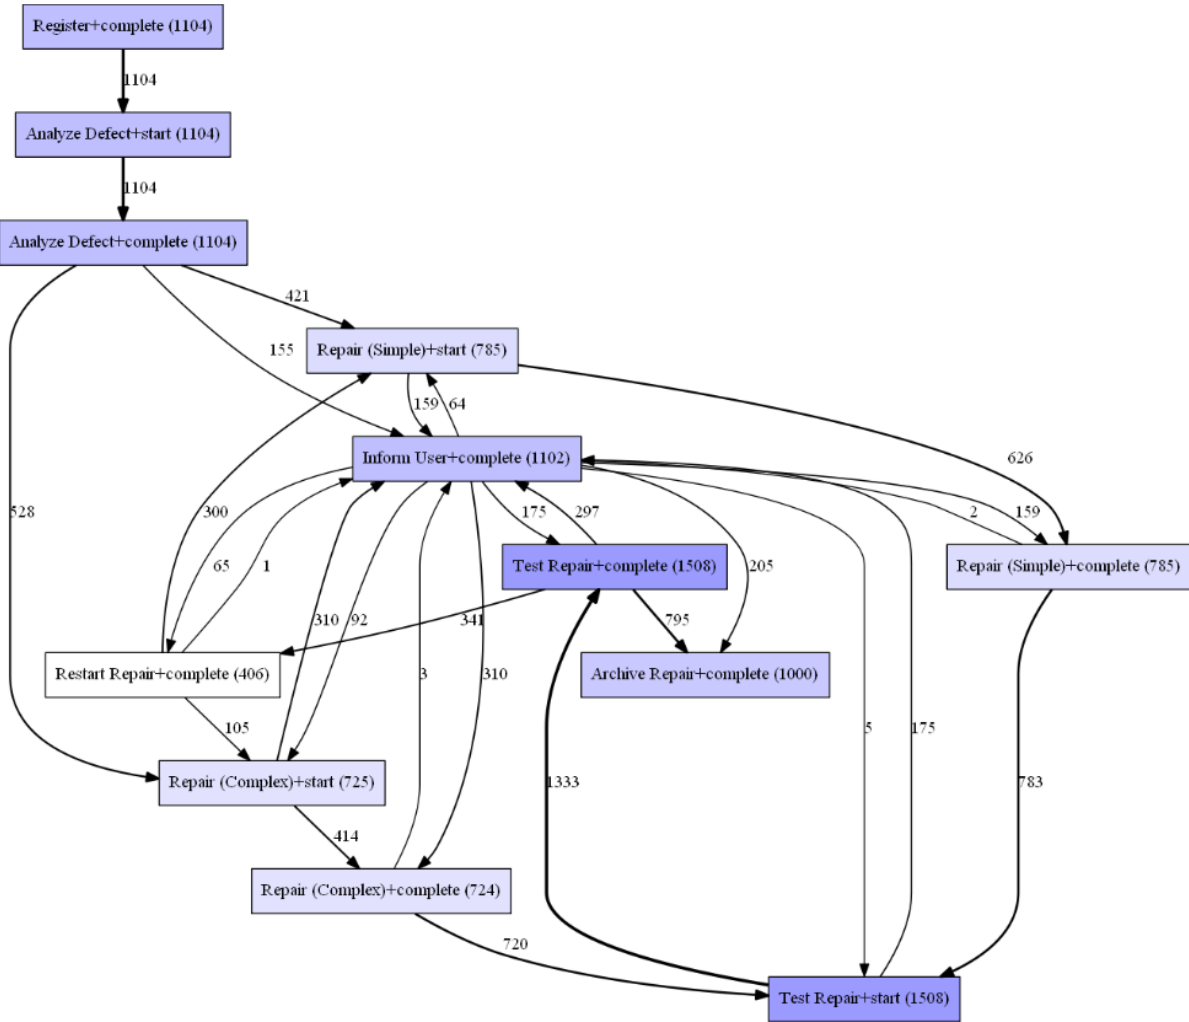 Register+complete (1104)
1104
Analyze Defect+start (1104)
1104
Analyze Defect+complete (1104)
421
155
Repair (Simple)+start (785)
159
64
626
Inform User+complete (1102)
528
300
65
1
175
297
2
159
Test Repair+complete (1508)
205
Repair (Simple)+complete (785)
310
92
341
795
Restart Repair+complete (406)
3
310
Archive Repair+complete (1000)
105
5
175
Repair (Complex)+start (725)
1333
783
414
Repair (Complex)+complete (724)
720
Test Repair+start (1508)